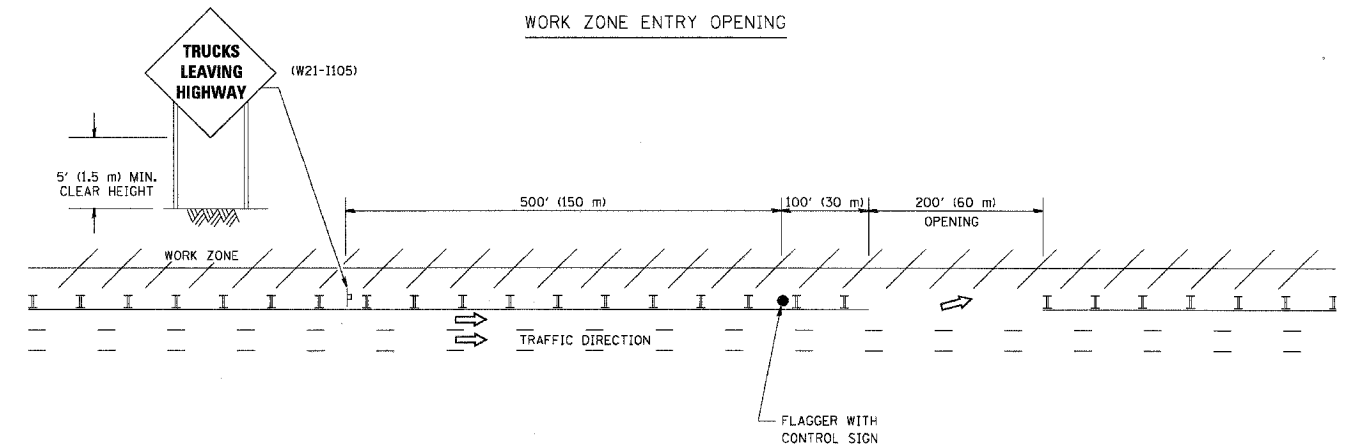 WORK ZONE ENTRY OPENING
TRUCKS
LEAVING
HIGHWAY
(W21-I105)
5' (1.5 m) MIN.
CLEAR HEIGHT
500' (150 m)
100' (30 m)
200' (60 m)
OPENING
WORK ZONE
TRAFFIC DIRECTION
FLAGGER WITH
CONTROL SIGN